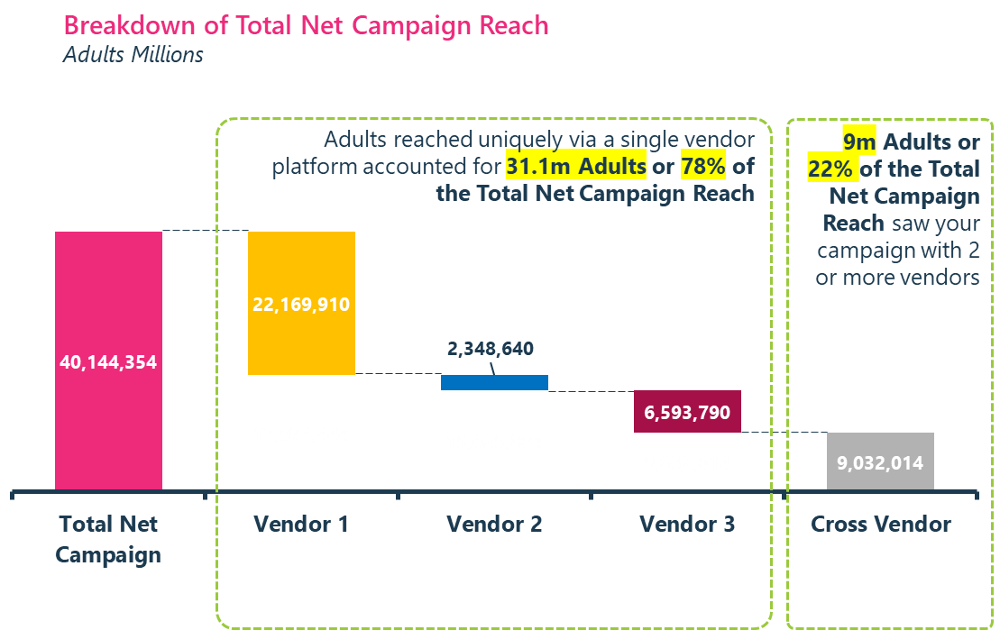 Breakdown of Total Net Campaign Reach
Adults Millions
Adults reached uniquely via a single vendor
platform accounted for 31.1m Adults or 78% of
the Total Net Campaign Reach
9m Adults or
22% of the Total
Net Campaign
Reach saw your
campaign with 2
or more vendors
40,144,354
22,169,910
2,348,640
6,593,790
9,032,014
Total Net
Campaign
Vendor 1
Vendor 2
Vendor 3
Cross Vendor